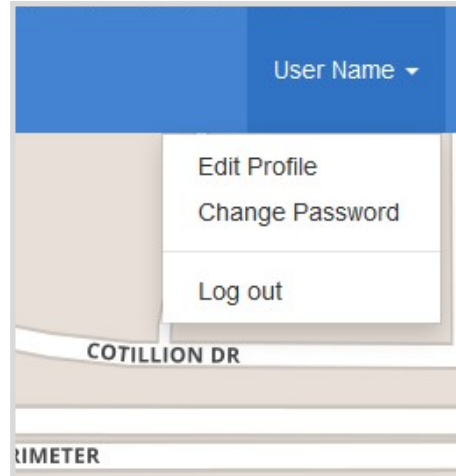 User Name
Edit Profile
Change Password
Log out
COTILLION DR
RIMETER